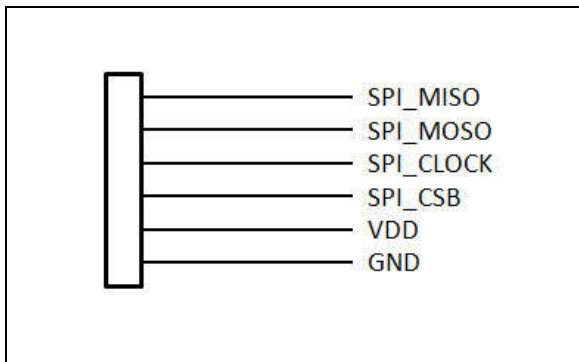 SPI_MISO
SPI_MOSO
SPI_CLOCK
SPI_CSB
VDD
GND